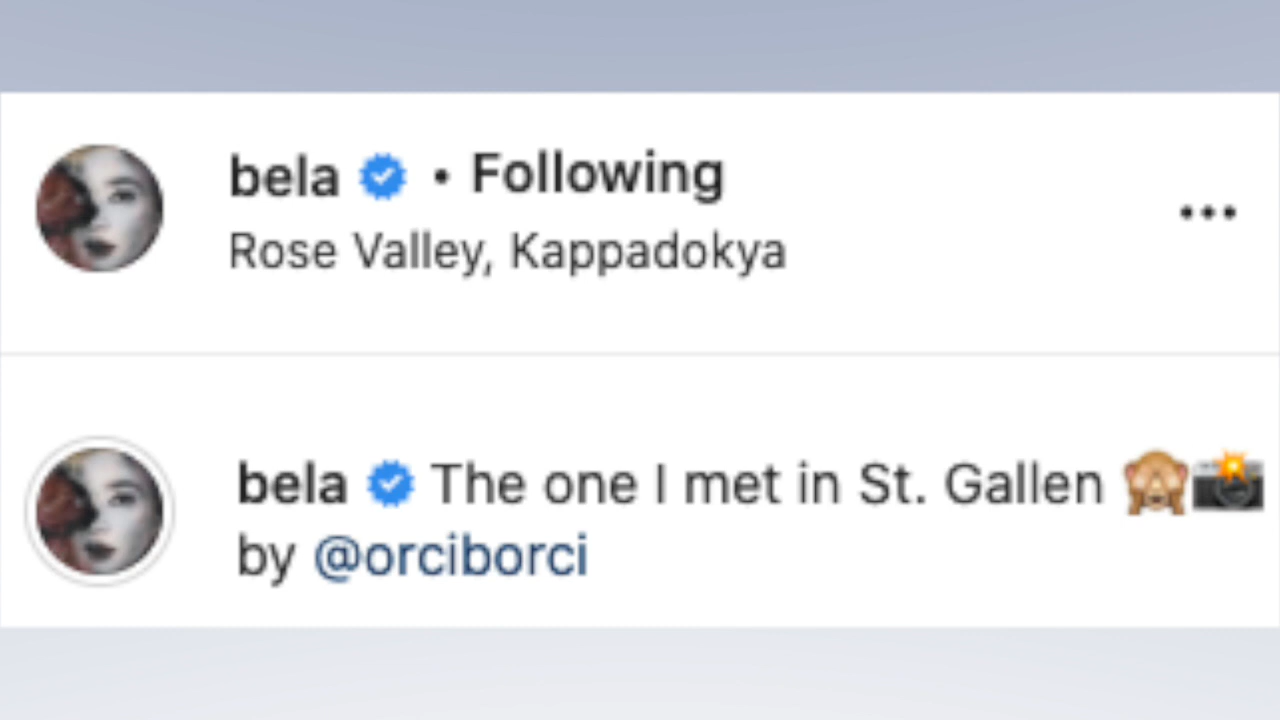 bela • Following
Rose Valley, Kappadokya
bela The one I met in St. Gallen 🙈📸
by @orciborci